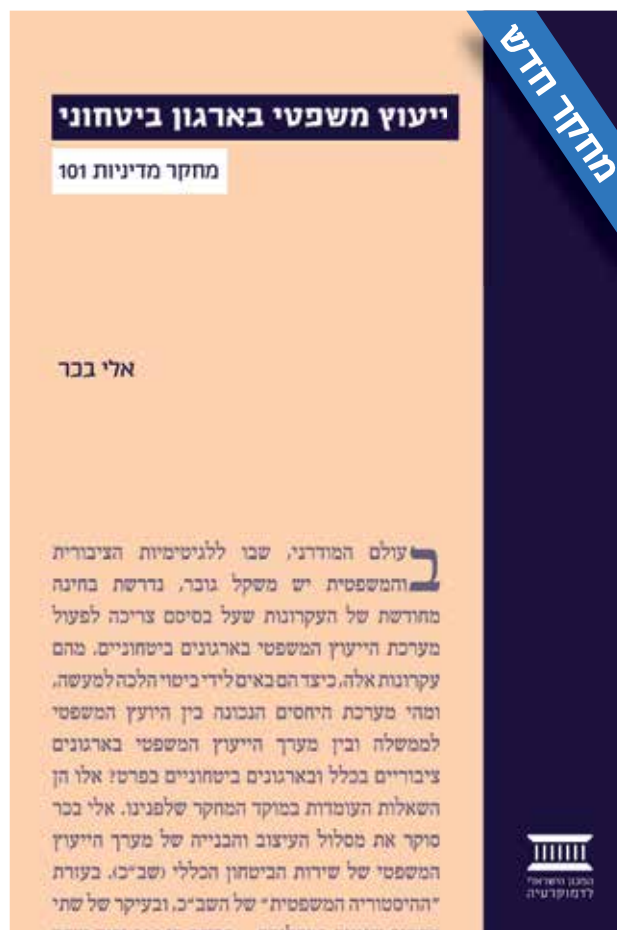 מחקר חדש
ייעוץ משפטי בארגון ביטחוני
מחקר מדיניות 101
אלי בכר
בעולם המודרני, שבו ללגיטימיות הציבורית
והמשפטית יש משקל גובר, נדרשת בחינה
מחודשת של העקרונות שעל בסיסם צריכה לפעול
מערכת הייעוץ המשפטי בארגונים ביטחוניים. מהם
עקרונות אלה, כיצד הם באים לידי ביטוי הלכה למעשה,
ומהי מערכת היחסים הנכונה בין היועץ המשפטי
לממשלה ובין מערך הייעוץ המשפטי בארגונים
ציבוריים בכלל ובארגונים ביטחוניים בפרט? אלו הן
השאלות העומדות במוקד המחקר שלפנינו. אלי בכר
סוקר את מסלול העיצוב והבנייה של מערך הייעוץ
המשפטי של שירות הביטחון הכללי (שב"כ). בעזרת
"ההיסטוריה המשפטית" של השב"כ, ובעיקר של שתי
המכון הישראלי
לדמוקרטיה